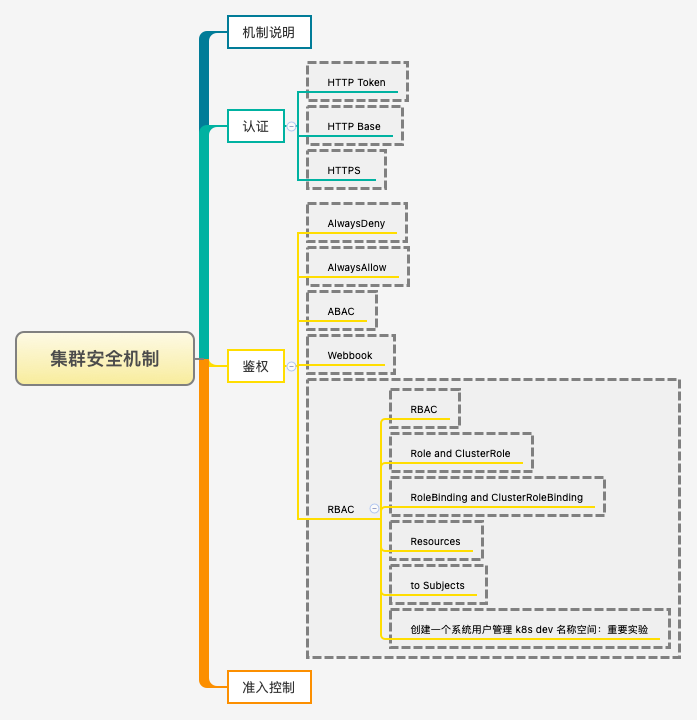 集群安全机制
机制说明
认证
HTTP Token
HTTP Base
HTTPS
鉴权
AlwaysDeny
AlwaysAllow
ABAC
Webbook
RBAC
RBAC
Role and ClusterRole
RoleBinding and ClusterRoleBinding
Resources
to Subjects
创建一个系统用户管理 k8s dev 名称空间：重要实验
准入控制